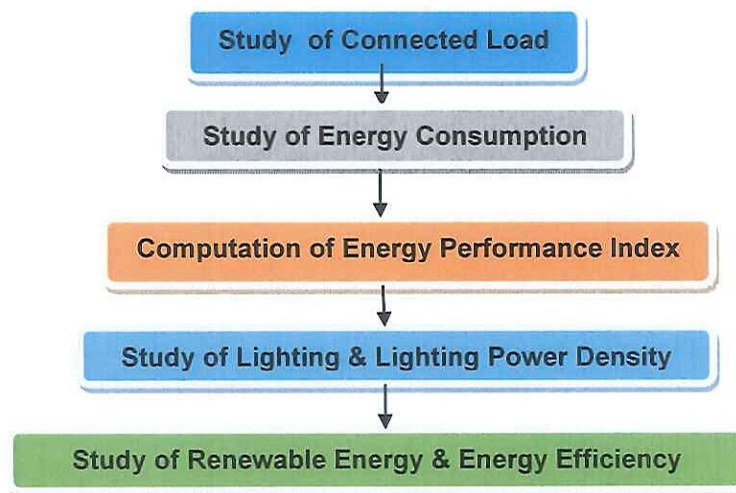 Study of Connected Load
Study of Energy Consumption
Computation of Energy Performance Index
Study of Lighting & Lighting Power Density
Study of Renewable Energy & Energy Efficiency